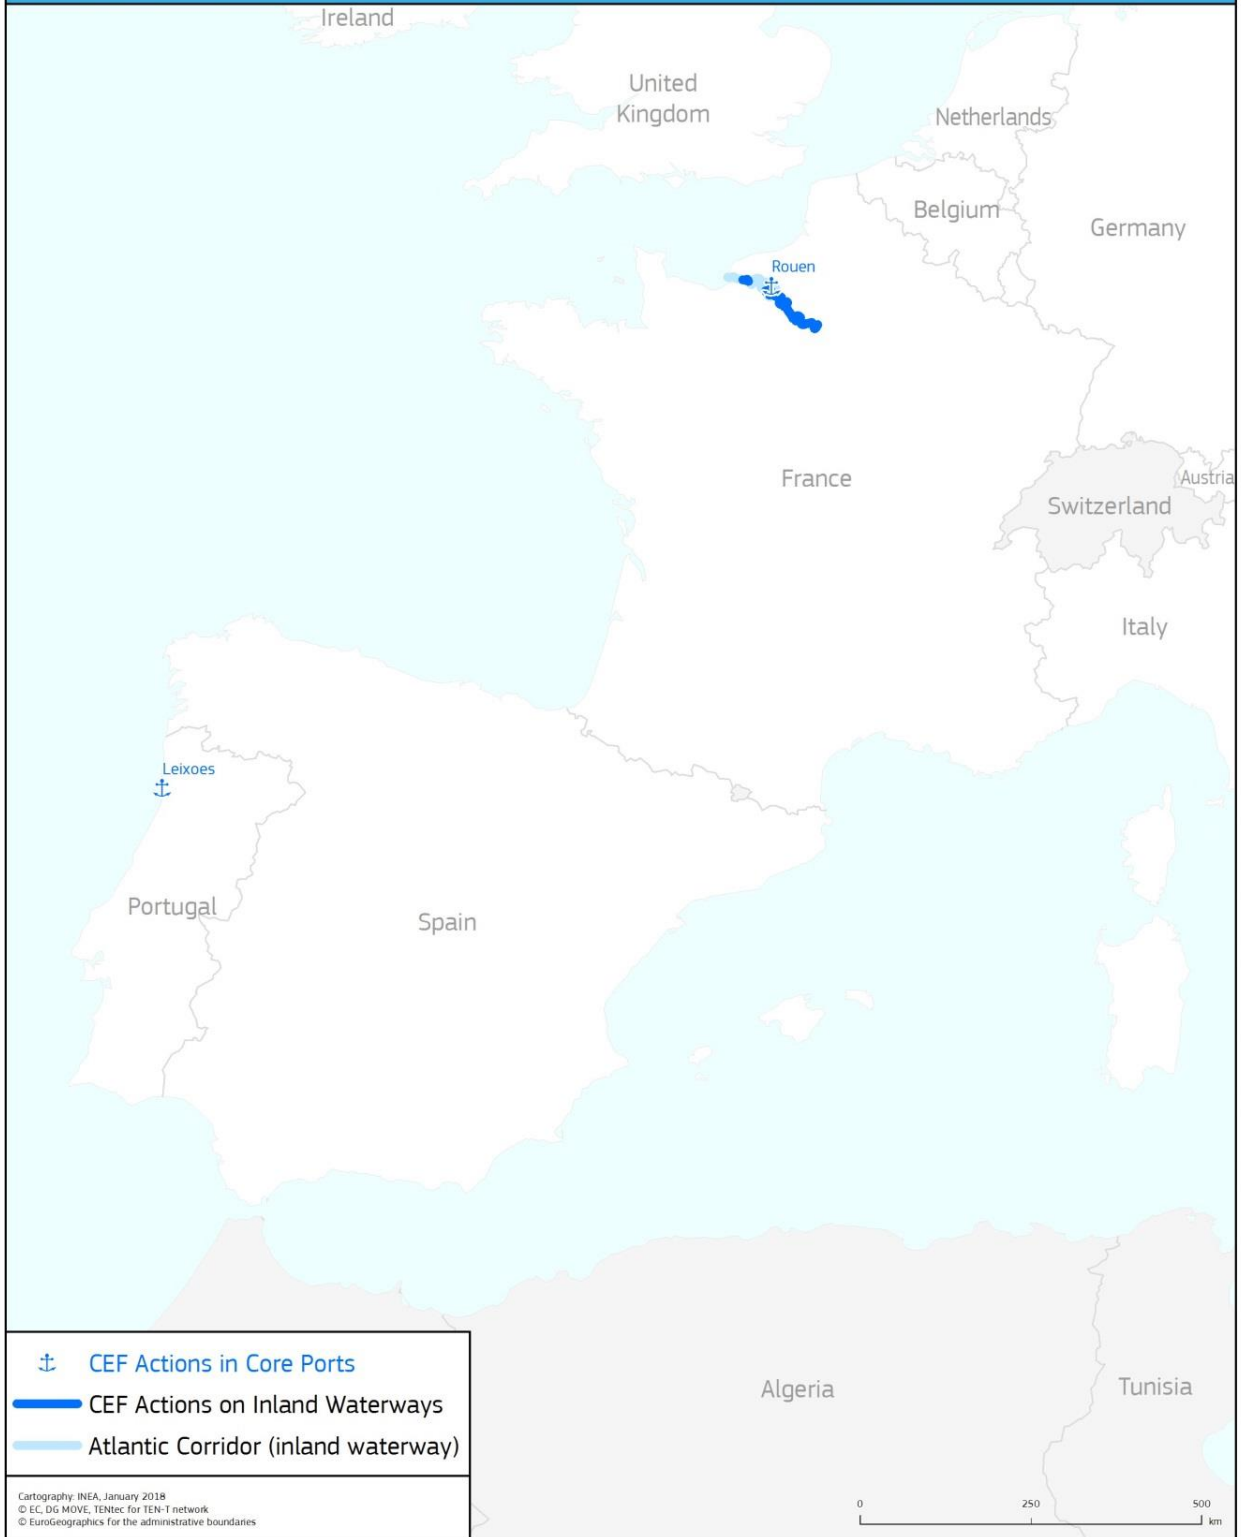 Ireland
United
Kingdom
Netherlands
Belgium
Germany
Rouen
France
Switzerland
Austria
Italy
Leixoes
Portugal
Spain
Algeria
Tunisia
CEF Actions in Core Ports
CEF Actions on Inland Waterways
Atlantic Corridor (inland waterway)
Cartography: INEA, January 2018
© EC, DG MOVE, TENtec for TEN-T network
© EuroGeographics for the administrative boundaries
0 250 500
km